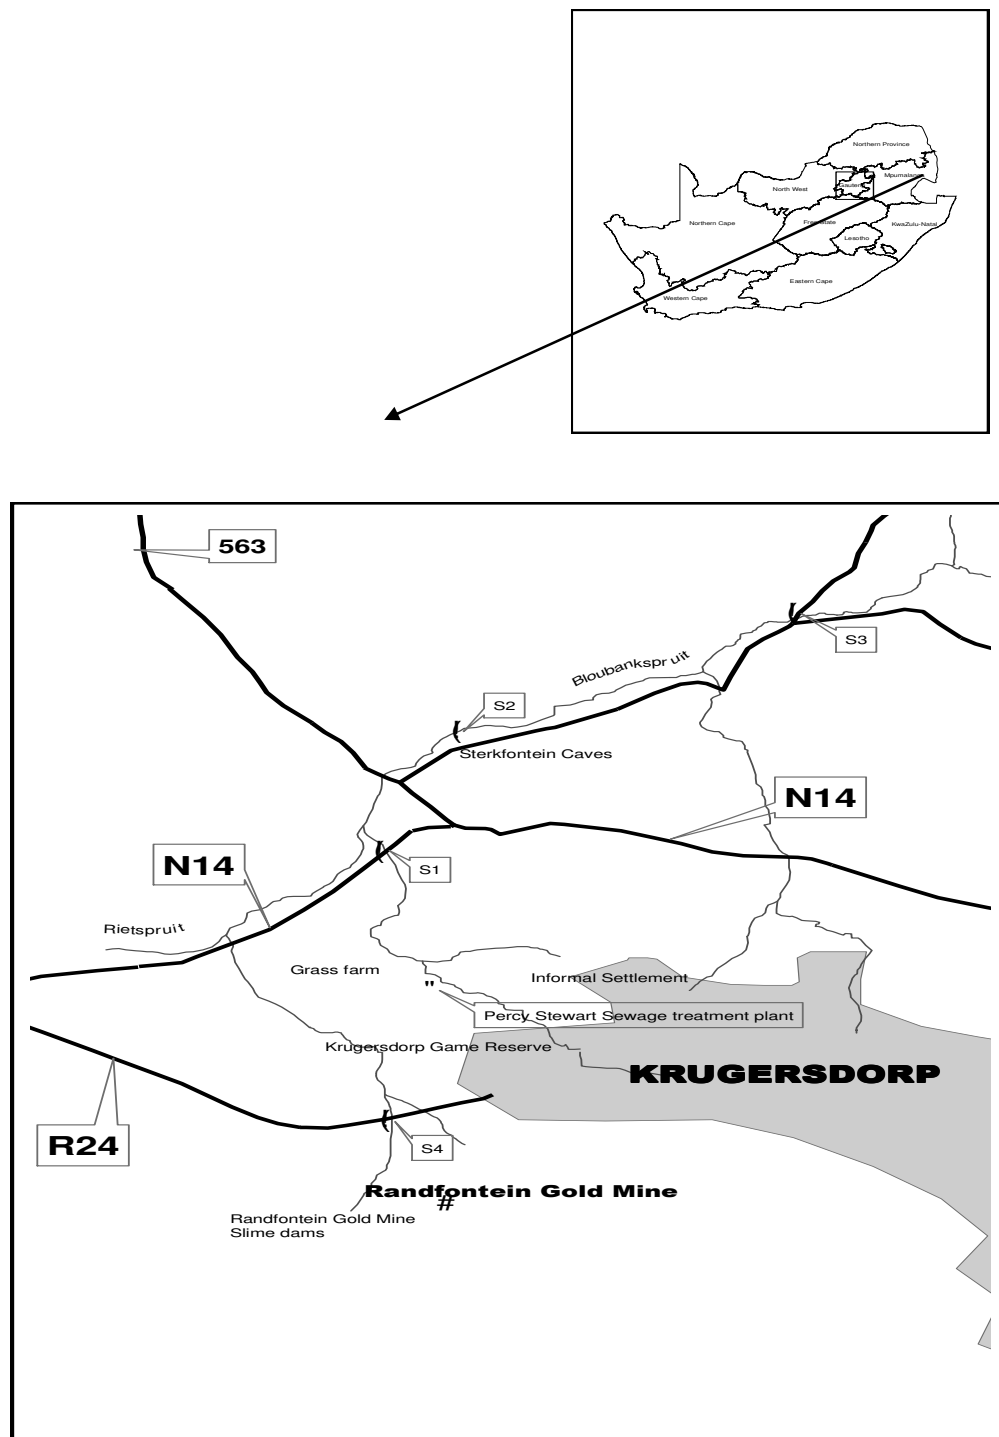 Northern Province
Mpumalanga
Gauteng
North West
Northern Cape
Free State
KwaZulu-Natal
Lesotho
Eastern Cape
Western Cape
563
S3
Bloubankspruit
S2
Sterkfontein Caves
N14
N14
S1
Rietspruit
Grass farm
Informal Settlement
"
Percy Stewart Sewage treatment plant
Krugersdorp Game Reserve
KRUGERSDORP
R24
S4
Randfontein Gold Mine
#
Randfontein Gold Mine
Slime dams